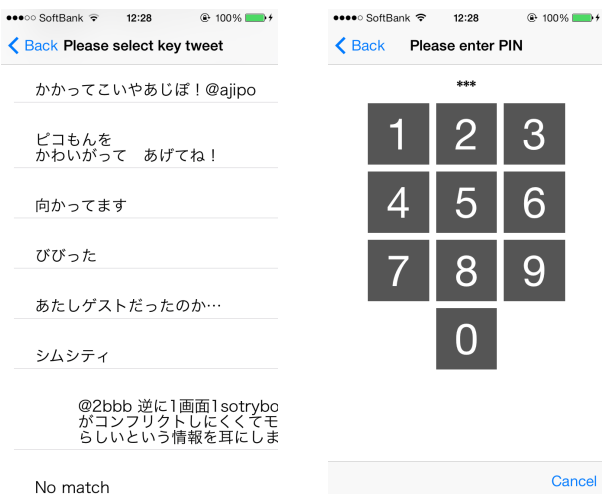 SoftBank 12:28 100%
Back Please select key tweet
かかってこいやあじぽ！@ajipo
ピコもんを
かわいがって　あげてね！
向かってます
びびった
あたしゲストだったのか…
シムシティ
@2bbb 逆に1画面1sotrybo
がコンフリクトしにくくてモ
らしいという情報を耳にしま
No match
SoftBank 12:28 100%
Back Please enter PIN
***
1 2 3
4 5 6
7 8 9
0
Cancel